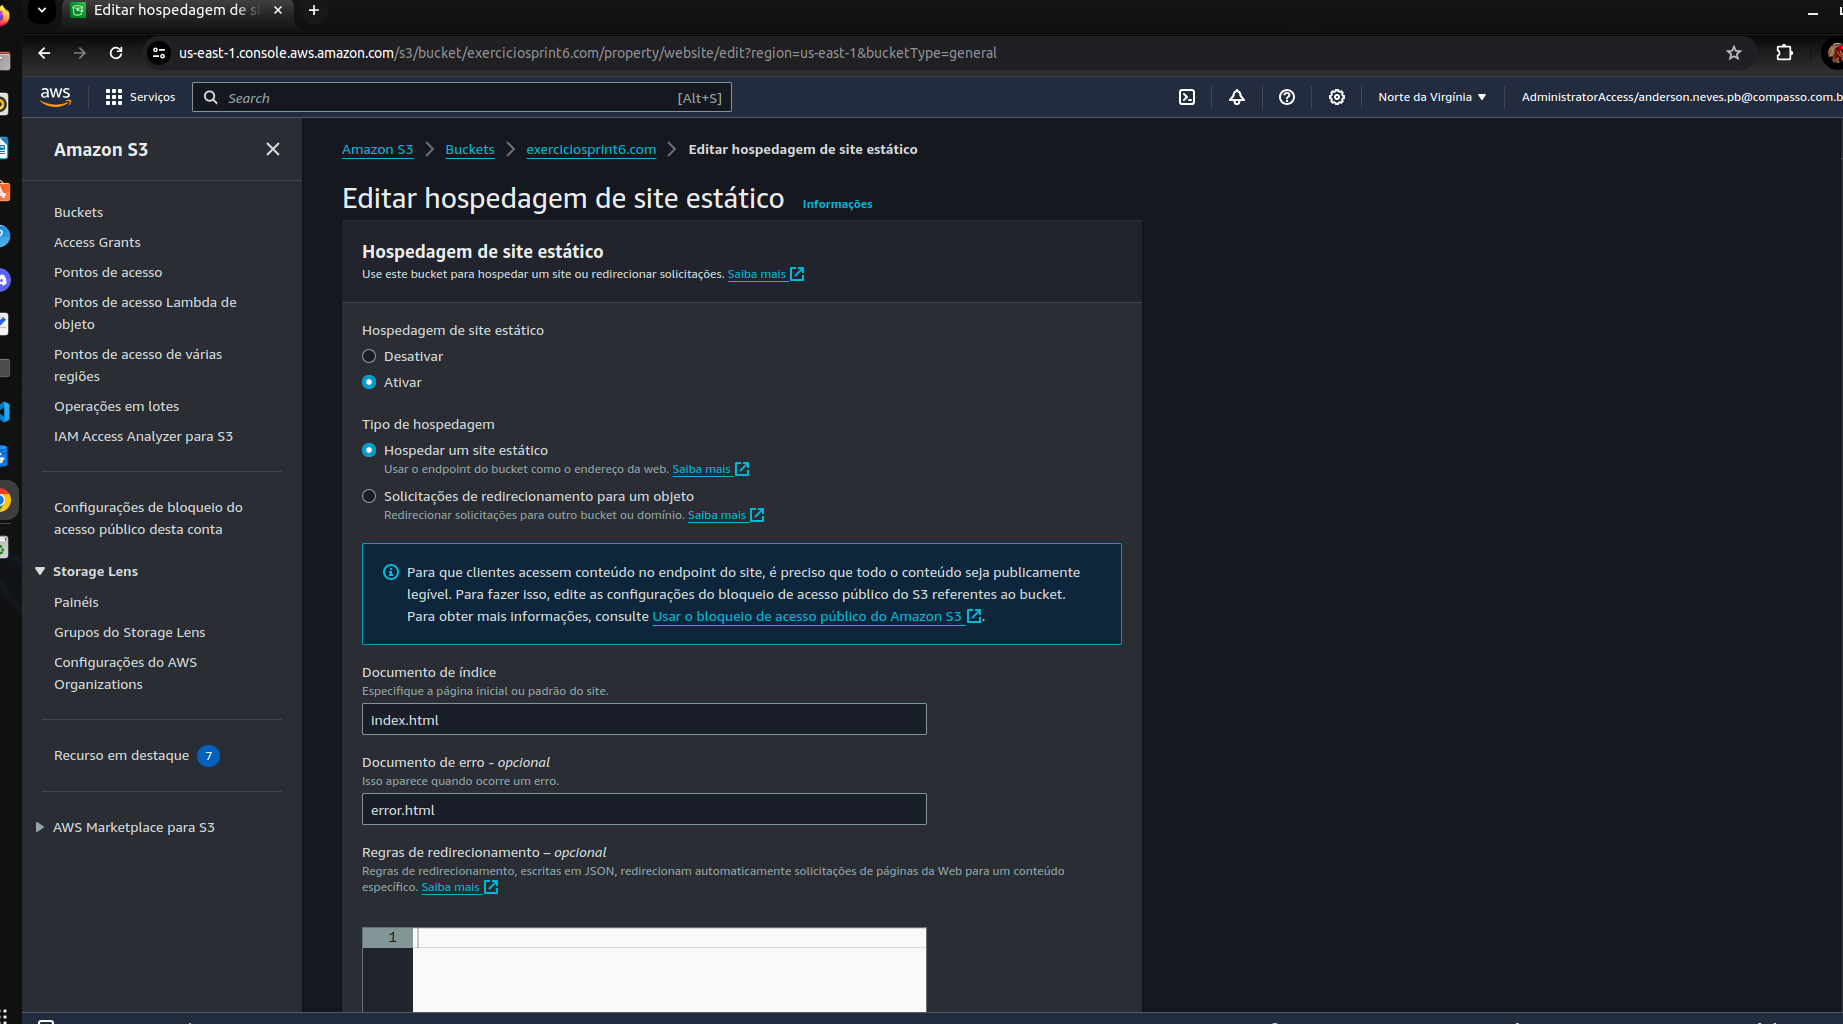 Editar hospedagem de si
us-east-1.console.aws.amazon.com/s3/bucket/exerciciosprint6.com/property/website/edit?region=us-east-1&bucketType=general
aws
Serviços
Search
[Alt+S]
Norte da Virgínia
AdministratorAccess/anderson.neves.pb@compasso.com.b
Amazon S3
Buckets
Access Grants
Pontos de acesso
Pontos de acesso Lambda de
objeto
Pontos de acesso de várias
regiões
Operações em lotes
IAM Access Analyzer para S3
Configurações de bloqueio do
acesso público desta conta
Storage Lens
Painéis
Grupos do Storage Lens
Configurações do AWS
Organizations
Recurso em destaque 7
AWS Marketplace para S3
Amazon S3 > Buckets > exerciciosprint6.com > Editar hospedagem de site estático
Editar hospedagem de site estático Informações
Hospedagem de site estático
Use este bucket para hospedar um site ou redirecionar solicitações. Saiba mais
Hospedagem de site estático
Desativar
Ativar
Tipo de hospedagem
Hospedar um site estático
Usar o endpoint do bucket como o endereço da web. Saiba mais
Solicitações de redirecionamento para um objeto
Redirecionar solicitações para outro bucket ou domínio. Saiba mais
Para que clientes acessem conteúdo no endpoint do site, é preciso que todo o conteúdo seja publicamente
legível. Para fazer isso, edite as configurações do bloqueio de acesso público do S3 referentes ao bucket.
Para obter mais informações, consulte Usar o bloqueio de acesso público do Amazon S3.
Documento de índice
Especifique a página inicial ou padrão do site.
index.html
Documento de erro - opcional
Isso aparece quando ocorre um erro.
error.html
Regras de redirecionamento – opcional
Regras de redirecionamento, escritas em JSON, redirecionam automaticamente solicitações de páginas da Web para um conteúdo
específico. Saiba mais
1